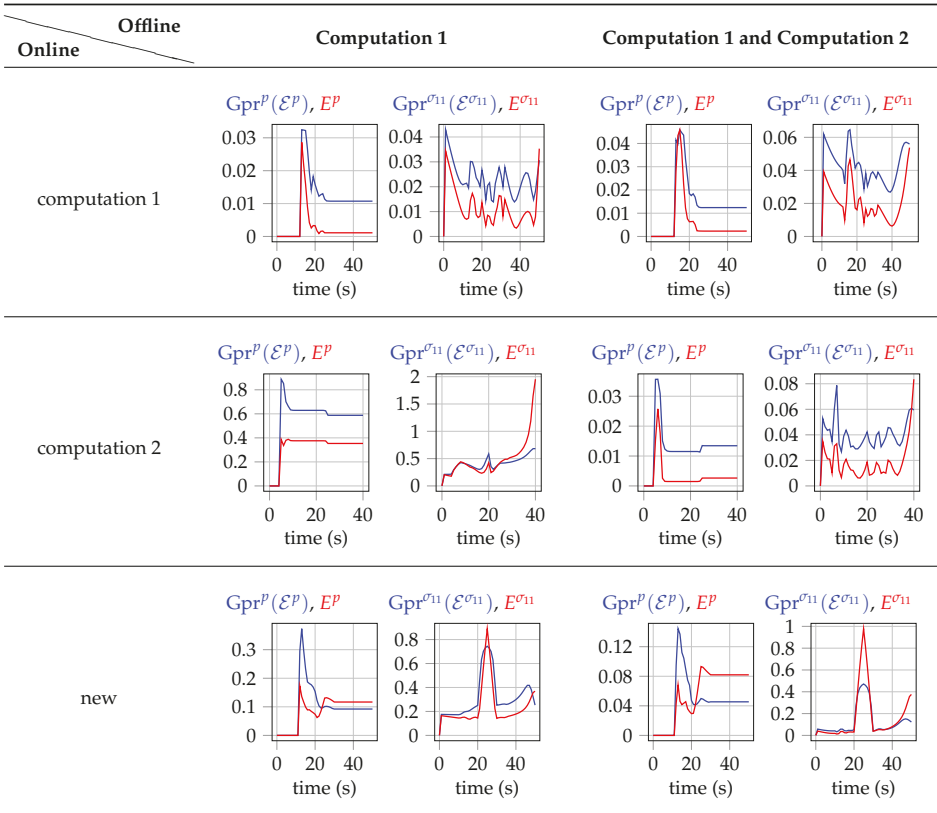 Offline
Online
Computation 1
Computation 1 and Computation 2
computation 1
Gpr^p(ℰ^p), E^p
0.03
0.02
0.01
0
0 20 40
time (s)
Gpr^σ₁₁(ℰ^σ₁₁), E^σ₁₁
0.04
0.03
0.02
0.01
0
0 20 40
time (s)
Gpr^p(ℰ^p), E^p
0.04
0.03
0.02
0.01
0
0 20 40
time (s)
Gpr^σ₁₁(ℰ^σ₁₁), E^σ₁₁
0.06
0.04
0.02
0
0 20 40
time (s)
computation 2
Gpr^p(ℰ^p), E^p
0.8
0.6
0.4
0.2
0
0 20 40
time (s)
Gpr^σ₁₁(ℰ^σ₁₁), E^σ₁₁
2
1.5
1
0.5
0
0 20 40
time (s)
Gpr^p(ℰ^p), E^p
0.03
0.02
0.01
0
0 20 40
time (s)
Gpr^σ₁₁(ℰ^σ₁₁), E^σ₁₁
0.08
0.06
0.04
0.02
0
0 20 40
time (s)
new
Gpr^p(ℰ^p), E^p
0.3
0.2
0.1
0
0 20 40
time (s)
Gpr^σ₁₁(ℰ^σ₁₁), E^σ₁₁
0.8
0.6
0.4
0.2
0
0 20 40
time (s)
Gpr^p(ℰ^p), E^p
0.12
0.08
0.04
0
0 20 40
time (s)
Gpr^σ₁₁(ℰ^σ₁₁), E^σ₁₁
1
0.8
0.6
0.4
0.2
0
0 20 40
time (s)